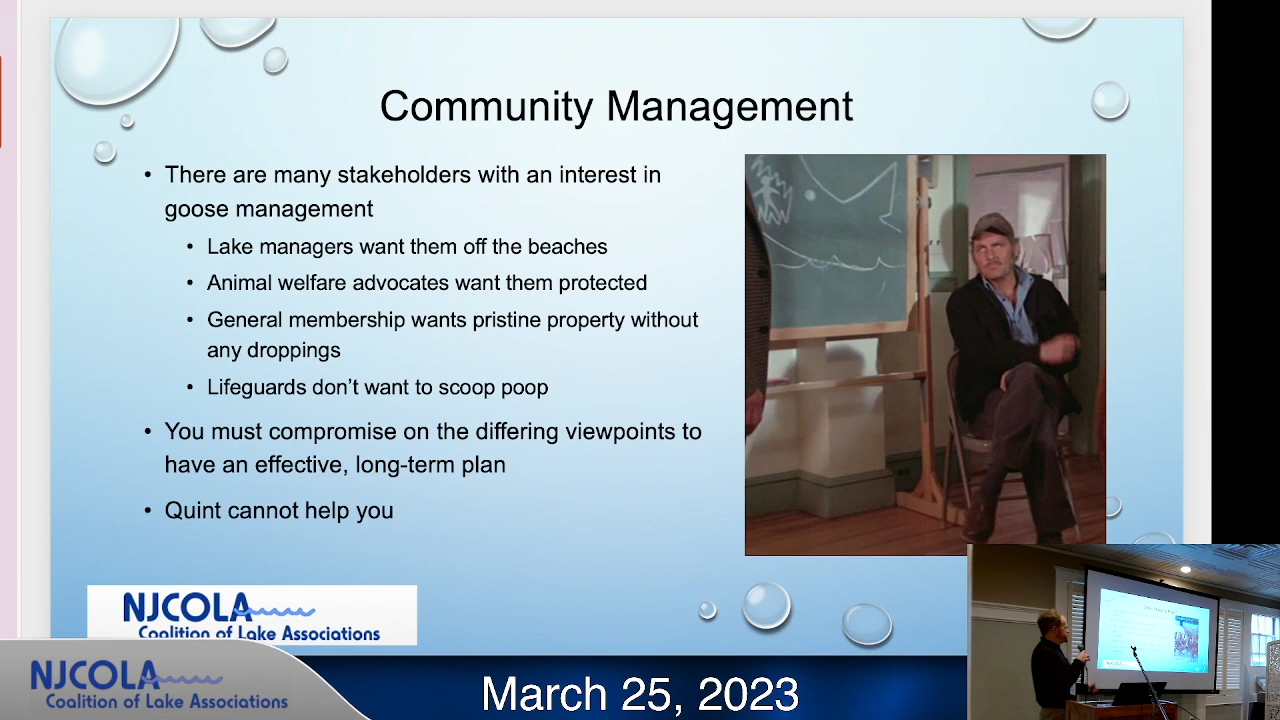 Community Management
• There are many stakeholders with an interest in
goose management
• Lake managers want them off the beaches
• Animal welfare advocates want them protected
• General membership wants pristine property without
any droppings
• Lifeguards don’t want to scoop poop
• You must compromise on the differing viewpoints to
have an effective, long-term plan
• Quint cannot help you
NJCOLA
Coalition of Lake Associations
NJCOLA
Coalition of Lake Associations
March 25, 2023